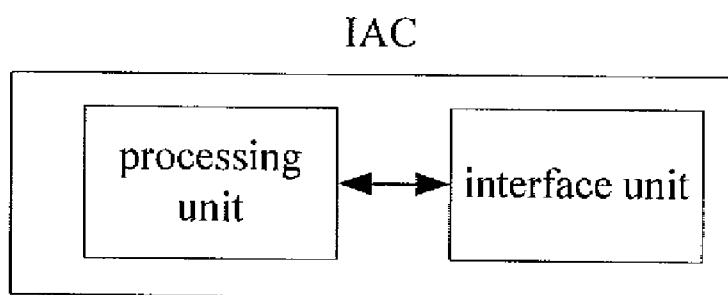 IAC
processing
unit
interface unit